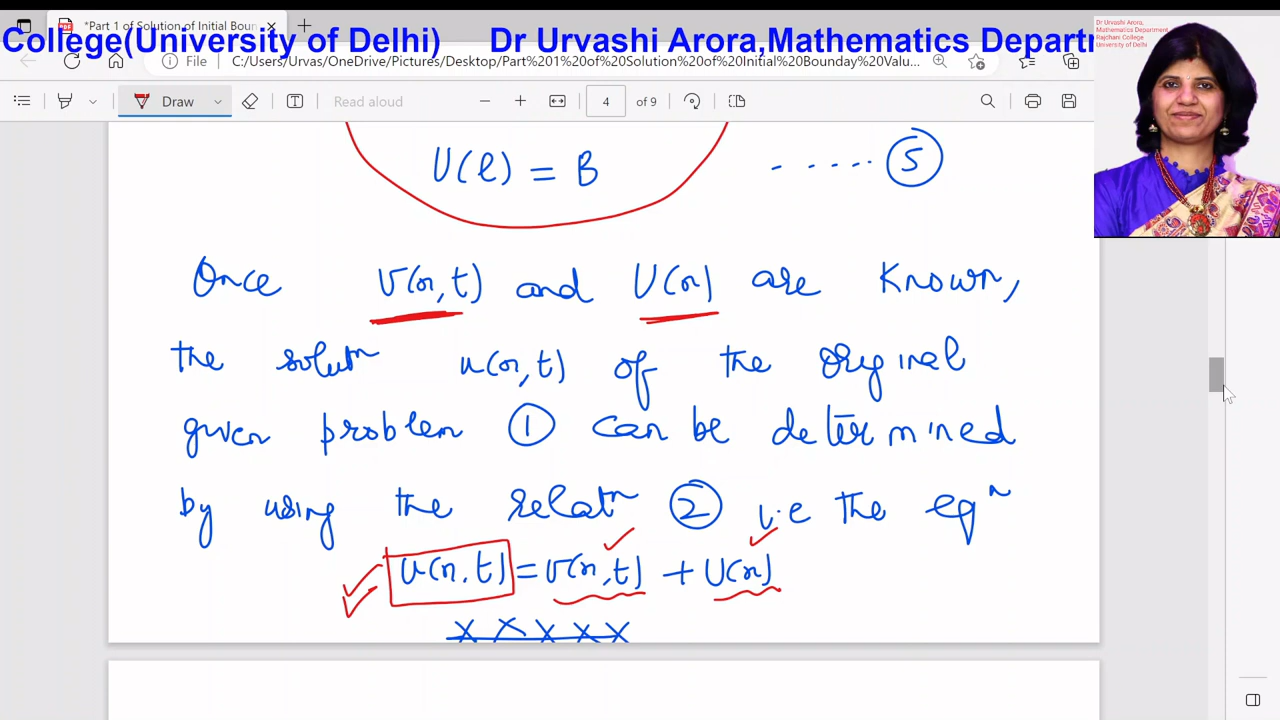 *Part 1 of Solution of Initial Boun
College(University of Delhi) Dr Urvashi Arora,Mathematics Depart
Dr Urvashi Arora,
Mathematics Department
Rajdhani College
University of Delhi
File C:/Users/Urvas/OneDrive/Pictures/Desktop/Part%201%20of%20Solution%20of%20Initial%20Bounday%20Valu...
Draw Read aloud 4 of 9
U(l) = B ..... 5
Once v(x,t) and U(x) are known,
the solutn u(x,t) of the original
given problem 1 can be determined
by using the relatn 2 i.e the eqn
u(x,t) = v(x,t) + U(x)
x x x x x